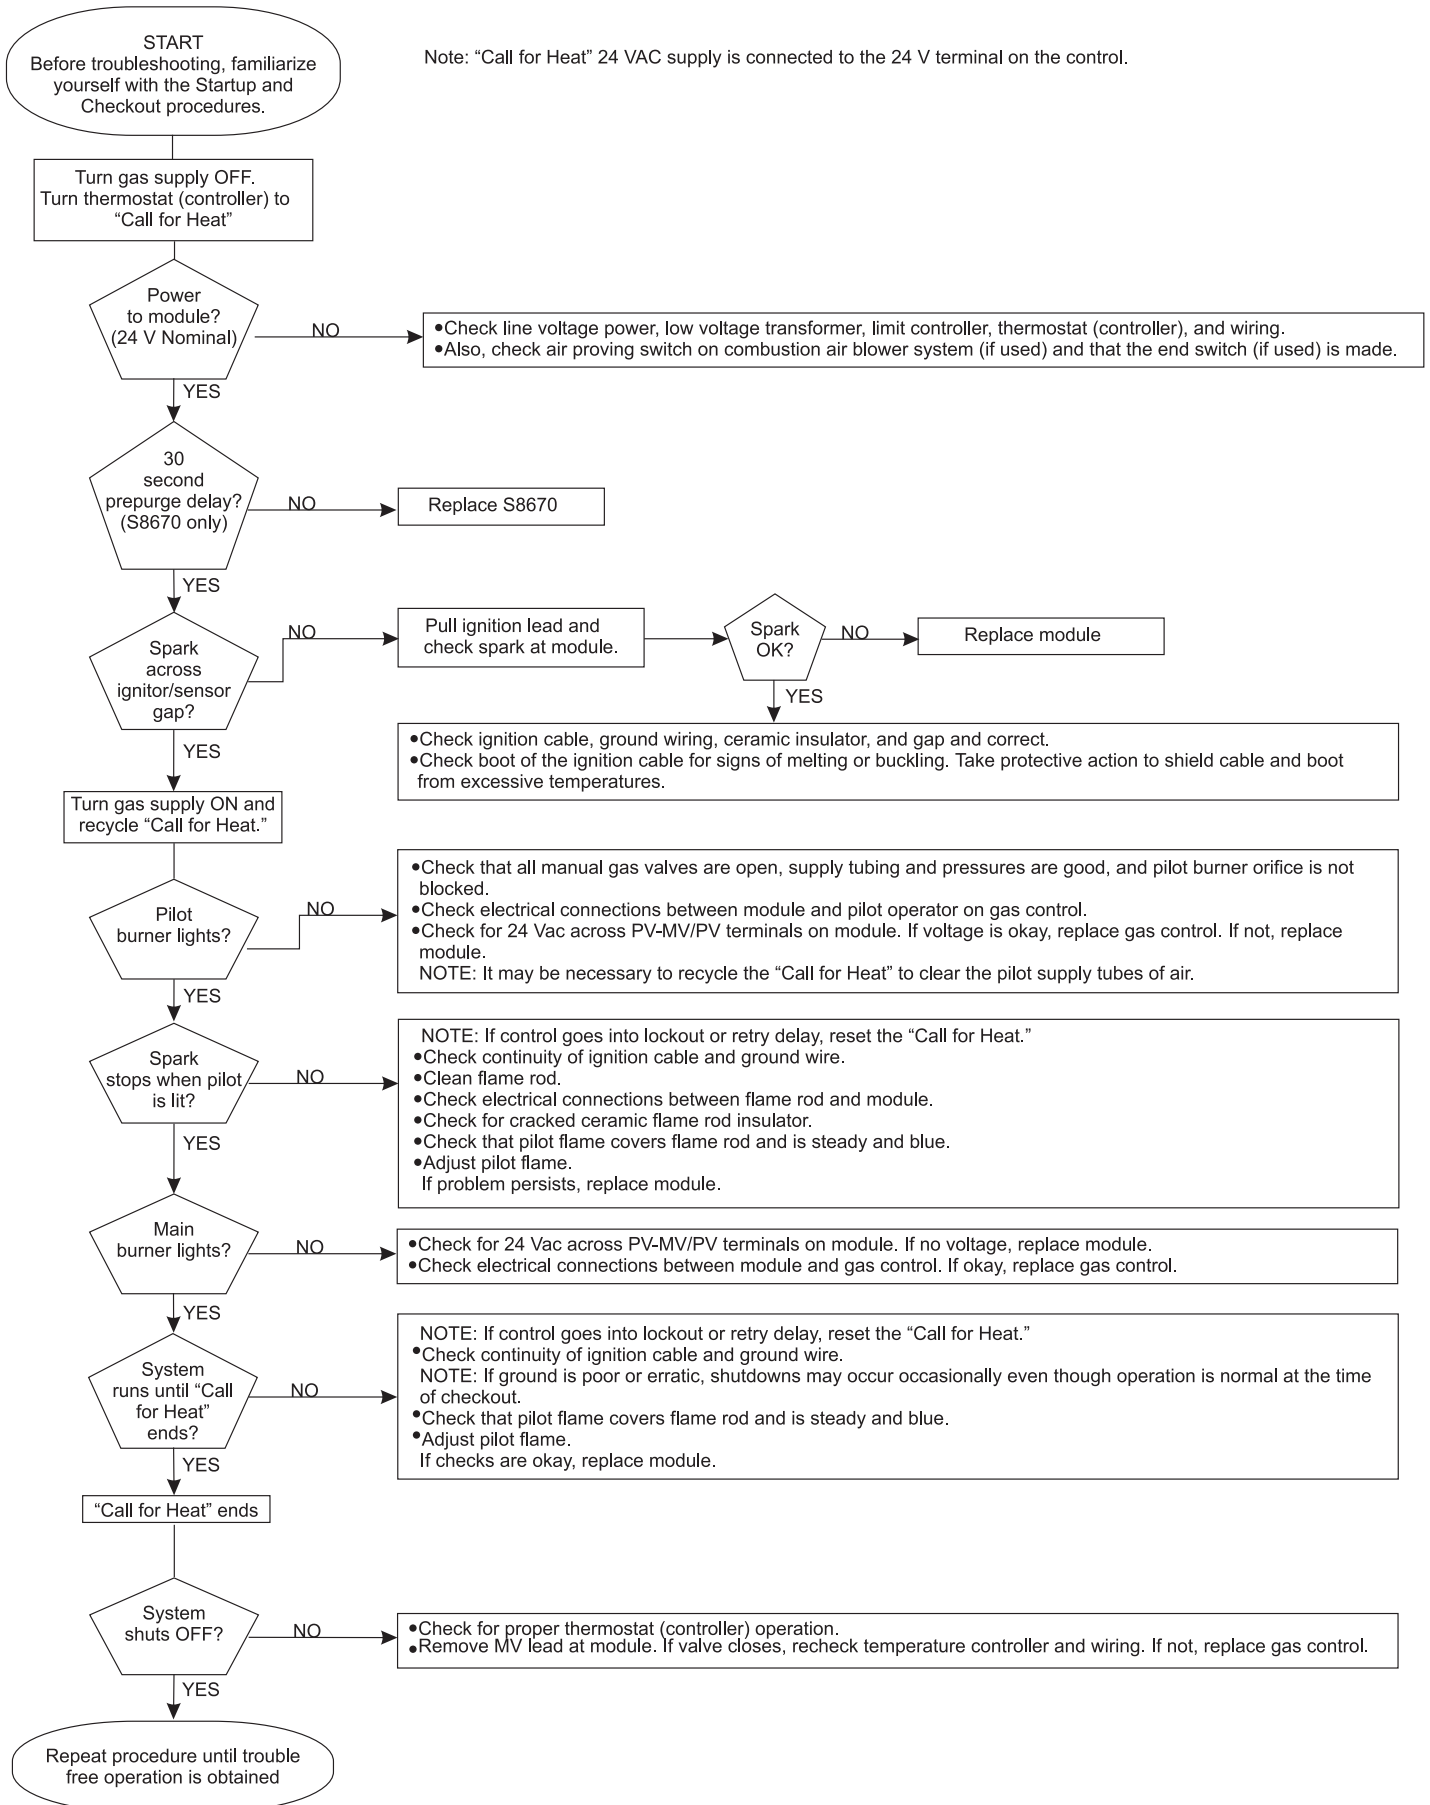 START
Before troubleshooting, familiarize
yourself with the Startup and
Checkout procedures.
Note: “Call for Heat” 24 VAC supply is connected to the 24 V terminal on the control.
Turn gas supply OFF.
Turn thermostat (controller) to
“Call for Heat”
Power
to module?
(24 V Nominal)
NO
•Check line voltage power, low voltage transformer, limit controller, thermostat (controller), and wiring.
•Also, check air proving switch on combustion air blower system (if used) and that the end switch (if used) is made.
YES
30
second
prepurge delay?
(S8670 only)
NO
Replace S8670
YES
Spark
across
ignitor/sensor
gap?
NO
Pull ignition lead and
check spark at module.
Spark
OK?
NO
Replace module
YES
•Check ignition cable, ground wiring, ceramic insulator, and gap and correct.
•Check boot of the ignition cable for signs of melting or buckling. Take protective action to shield cable and boot
from excessive temperatures.
YES
Turn gas supply ON and
recycle “Call for Heat.”
Pilot
burner lights?
NO
•Check that all manual gas valves are open, supply tubing and pressures are good, and pilot burner orifice is not
blocked.
•Check electrical connections between module and pilot operator on gas control.
•Check for 24 Vac across PV-MV/PV terminals on module. If voltage is okay, replace gas control. If not, replace
module.
NOTE: It may be necessary to recycle the “Call for Heat” to clear the pilot supply tubes of air.
YES
Spark
stops when pilot
is lit?
NO
NOTE: If control goes into lockout or retry delay, reset the “Call for Heat.”
•Check continuity of ignition cable and ground wire.
•Clean flame rod.
•Check electrical connections between flame rod and module.
•Check for cracked ceramic flame rod insulator.
•Check that pilot flame covers flame rod and is steady and blue.
•Adjust pilot flame.
If problem persists, replace module.
YES
Main
burner lights?
NO
•Check for 24 Vac across PV-MV/PV terminals on module. If no voltage, replace module.
•Check electrical connections between module and gas control. If okay, replace gas control.
YES
System
runs until “Call
for Heat”
ends?
NO
NOTE: If control goes into lockout or retry delay, reset the “Call for Heat.”
•Check continuity of ignition cable and ground wire.
NOTE: If ground is poor or erratic, shutdowns may occur occasionally even though operation is normal at the time
of checkout.
•Check that pilot flame covers flame rod and is steady and blue.
•Adjust pilot flame.
If checks are okay, replace module.
YES
“Call for Heat” ends
System
shuts OFF?
NO
•Check for proper thermostat (controller) operation.
•Remove MV lead at module. If valve closes, recheck temperature controller and wiring. If not, replace gas control.
YES
Repeat procedure until trouble
free operation is obtained